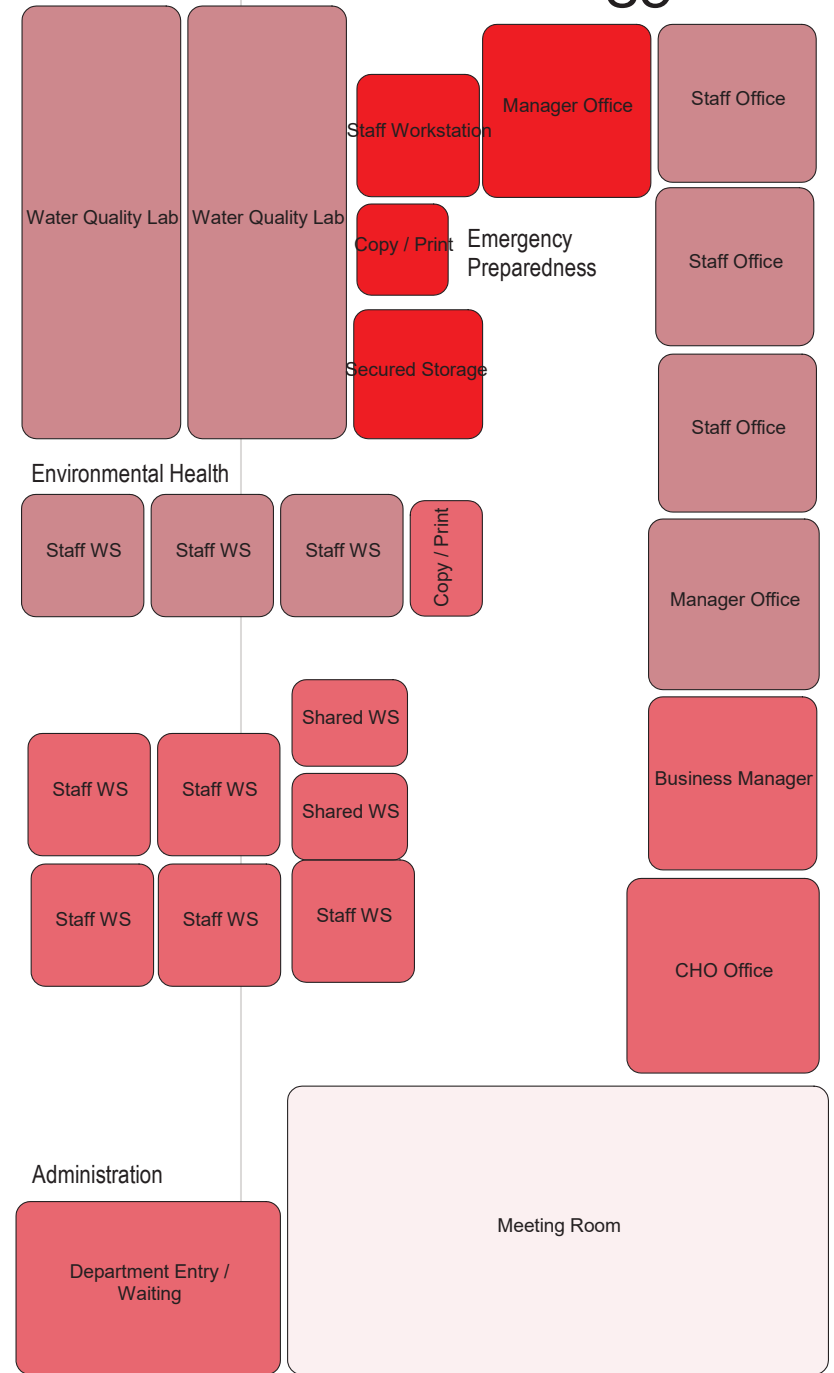 Manager Office
Staff Office
Staff Workstation
Water Quality Lab
Water Quality Lab
Copy / Print
Emergency
Preparedness
Staff Office
Secured Storage
Staff Office
Environmental Health
Staff WS
Staff WS
Staff WS
Copy / Print
Manager Office
Shared WS
Business Manager
Staff WS
Staff WS
Shared WS
Staff WS
Staff WS
Staff WS
CHO Office
Administration
Meeting Room
Department Entry /
Waiting